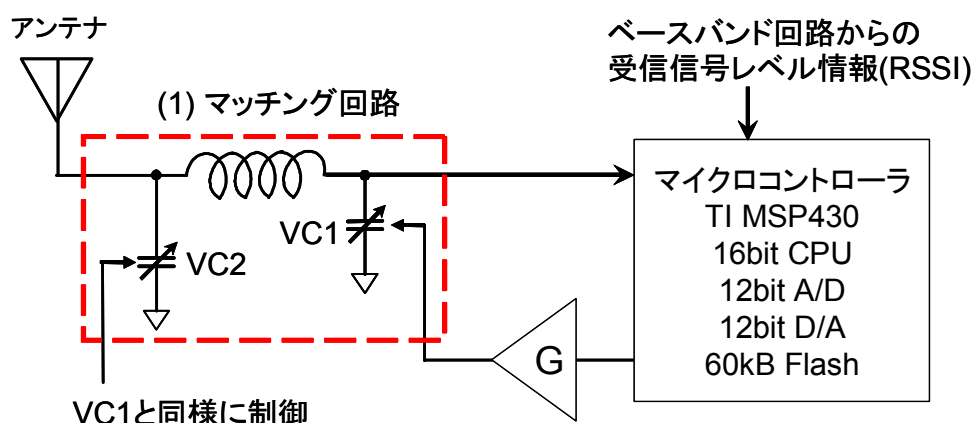 アンテナ
ベースバンド回路からの
受信信号レベル情報(RSSI)
(1) マッチング回路
マイクロコントローラ
TI MSP430
16bit CPU
12bit A/D
12bit D/A
60kB Flash
VC1
VC2
G
VC1と同様に制御